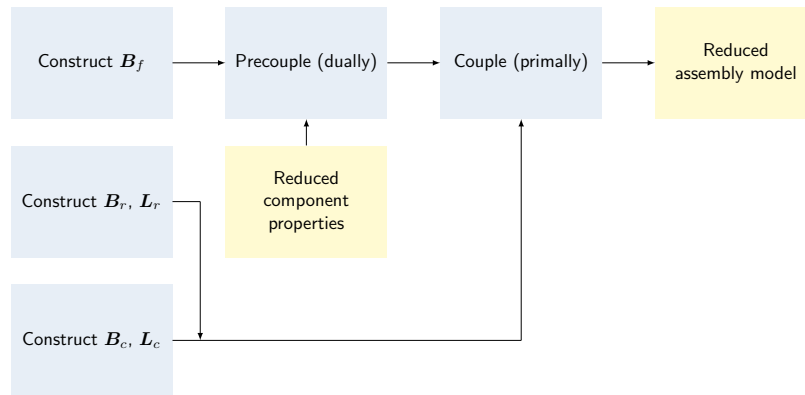 Construct B_f
Precouple (dually)
Couple (primally)
Reduced
assembly model
Construct B_r, L_r
Reduced
component
properties
Construct B_c, L_c